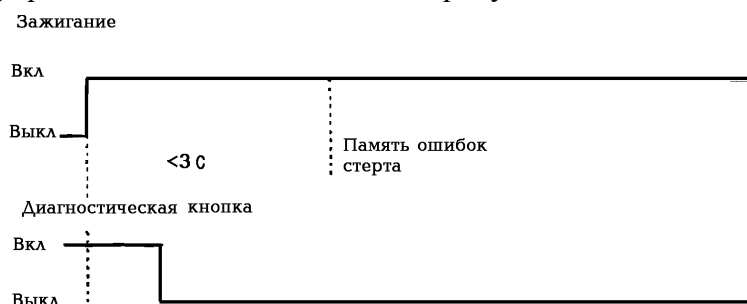 Зажигание
Вкл
Выкл
<3 с
Память ошибок
стерта
Диагностическая кнопка
Вкл
Выкл